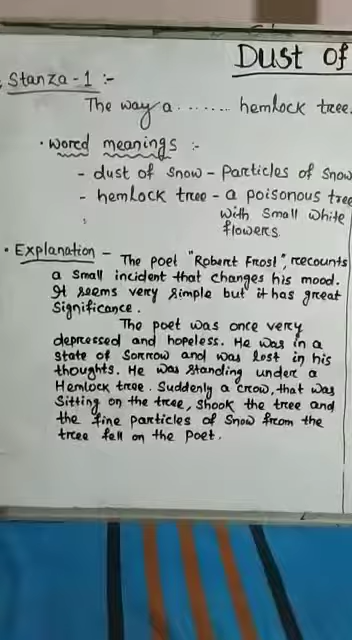 Dust of
Stanza-1 :-
The way a ....... hemlock tree.
• word meanings :-
- dust of snow - particles of snow
- hemlock tree - a poisonous tree
with small white
flowers.
• Explanation - The poet "Robert Frost", recounts
a small incident that changes his mood.
It seems very simple but it has great
significance.
The poet was once very
depressed and hopeless. He was in a
state of sorrow and was lost in his
thoughts. He was standing under a
Hemlock tree. Suddenly a crow, that was
sitting on the tree, shook the tree and
the fine particles of snow from the
tree fell on the poet.